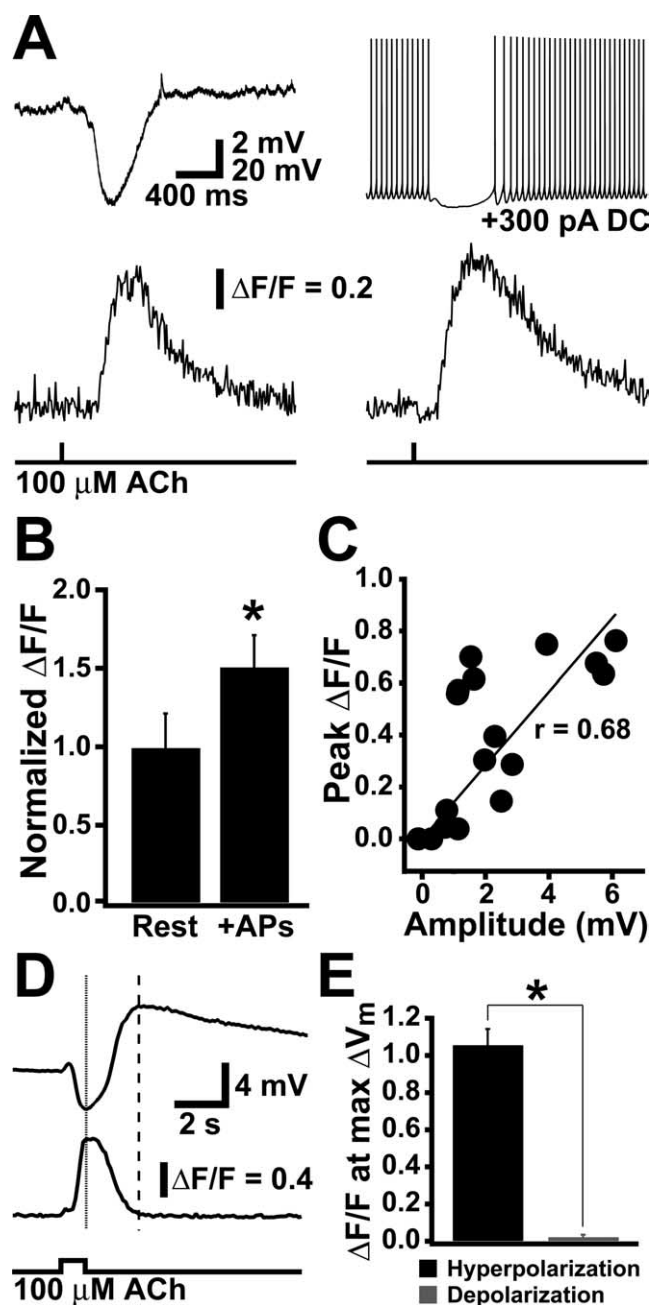 A
2 mV
20 mV
400 ms
+300 pA DC
ΔF/F = 0.2
100 μM ACh
B
Normalized ΔF/F
2.0
1.5
1.0
0.5
0.0
*
Rest +APs
C
Peak ΔF/F
1.0
0.8
0.6
0.4
0.2
0.0
r = 0.68
0 2 4 6
Amplitude (mV)
D
4 mV
2 s
ΔF/F = 0.4
100 μM ACh
E
ΔF/F at max ΔVm
1.2
1.0
0.8
0.6
0.4
0.2
0.0
*
Hyperpolarization
Depolarization